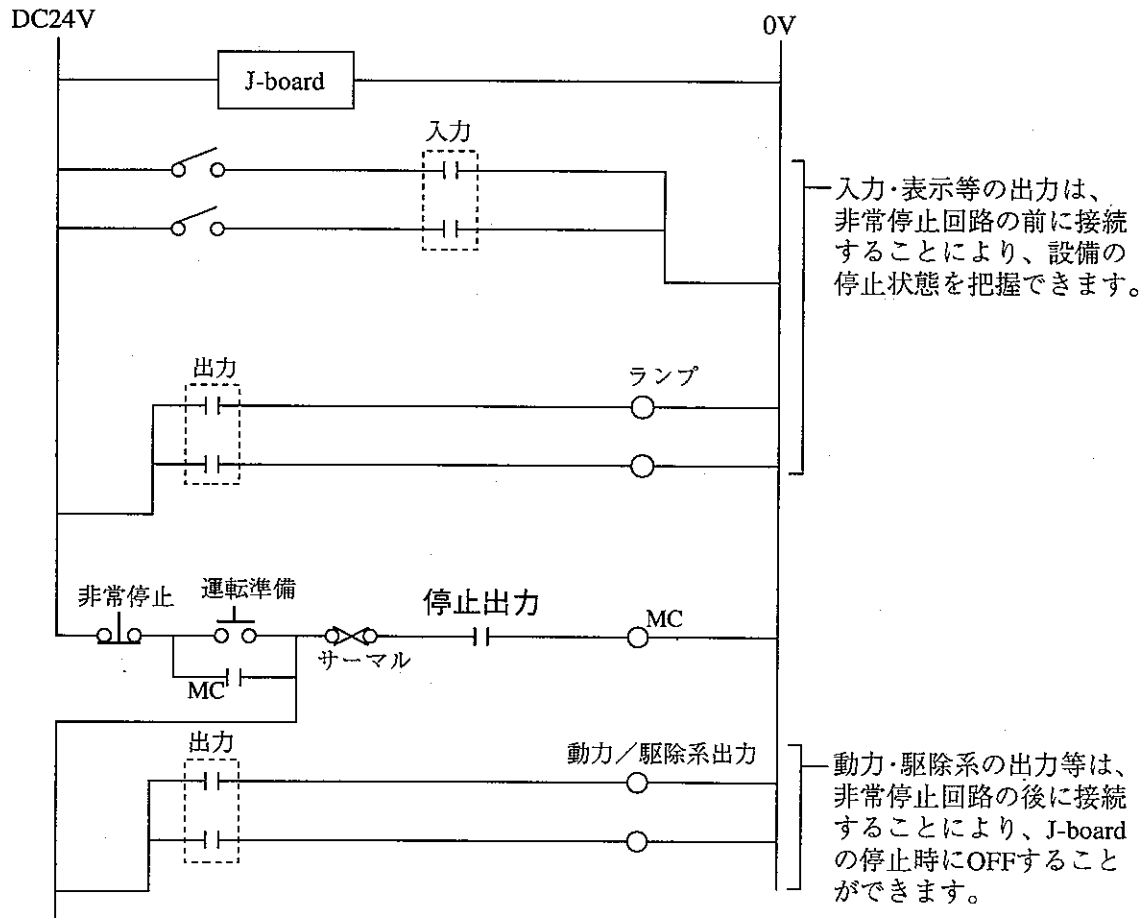 DC24V
0V
J-board
入力
入力・表示等の出力は、
非常停止回路の前に接続
することにより、設備の
停止状態を把握できます。
出力
ランプ
非常停止
運転準備
停止出力
MC
サーマル
MC
出力
動力／駆除系出力
動力・駆除系の出力等は、
非常停止回路の後に接続
することにより、J-board
の停止時にOFFすること
ができます。